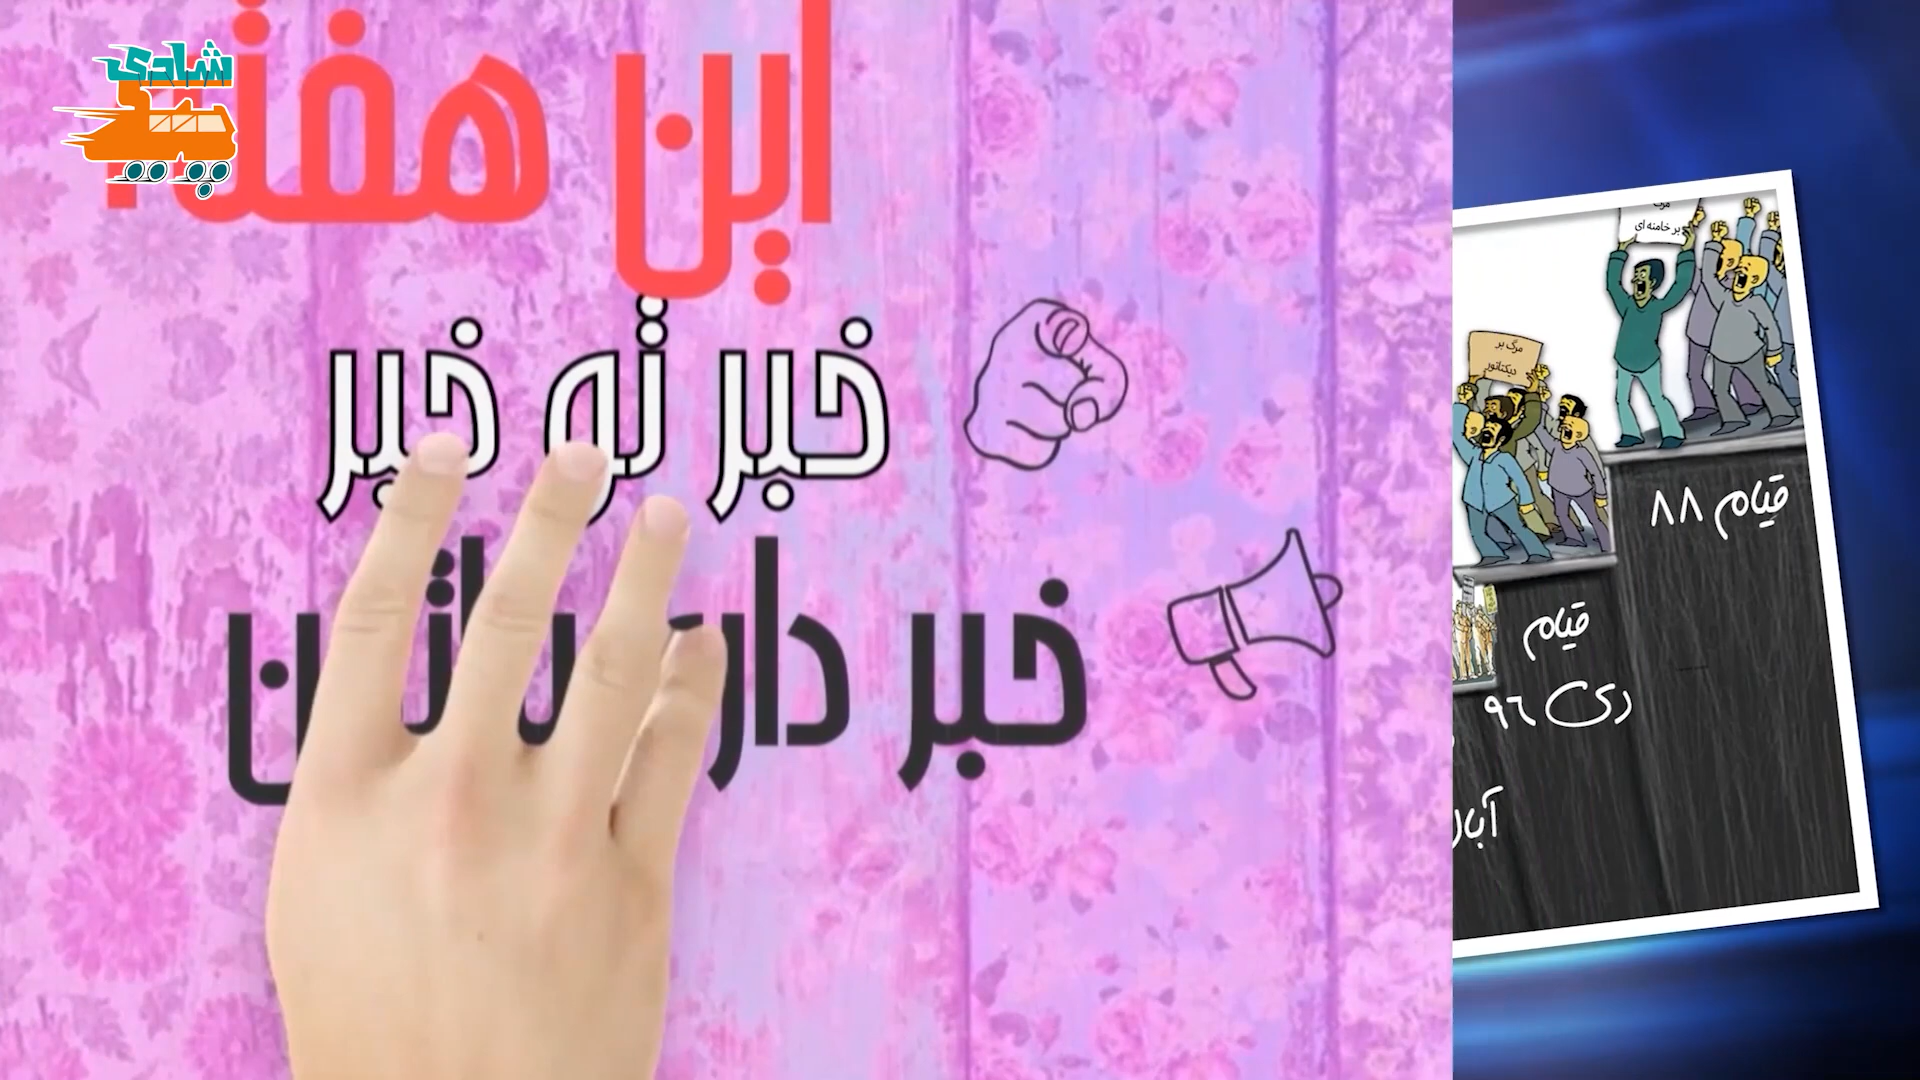 شادی
این هفته
خبر تو خبر
خبر دار
مرگ
بر خامنه ای
مرگ بر
دیکتاتور
قیام ۸۸
قیام
دی ۹۶